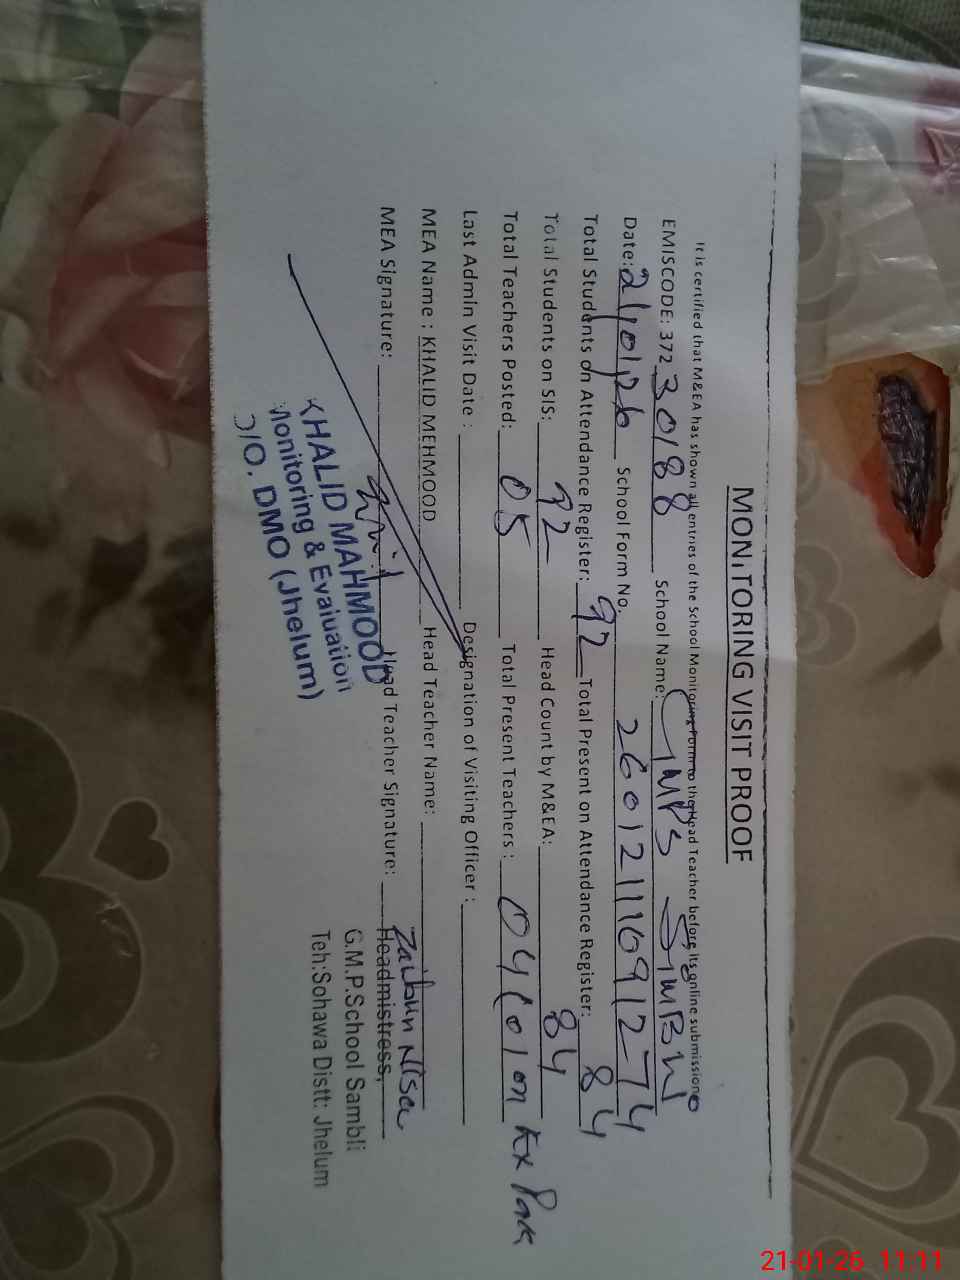 MONITORING VISIT PROOF
It is certified that M&EA has shown all entries of the School Monitoring Form to the Head Teacher before its online submission
EMISCODE: 372 30188 School Name: GMPS SIMBLI
Date: 21/01/26 School Form No. 26012111091274
Total Students on Attendance Register: 92 Total Present on Attendance Register: 84
Total Students on SIS: 92 Head Count by M&EA: 84
Total Teachers Posted: 05 Total Present Teachers: 04 (01 on Ex Pak
Last Admin Visit Date : Designation of Visiting Officer :
MEA Name : KHALID MEHMOOD Head Teacher Name: Zaibun Nisa
MEA Signature: Head Teacher Signature: Headmistress,
KHALID MAHMOOD
Monitoring & Evaluation
O/O. DMO (Jhelum)
G.M.P.School Sambli
Teh:Sohawa Distt: Jhelum
21-01-26 11:11